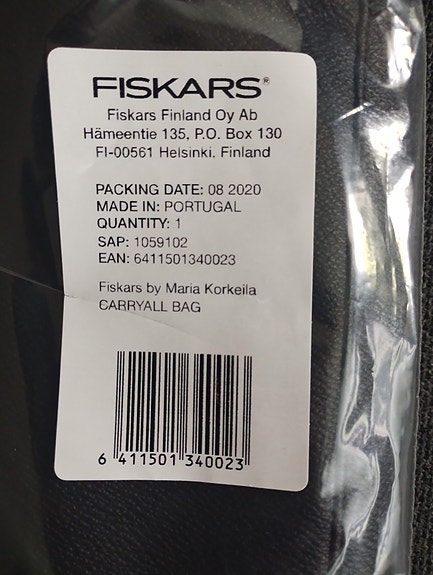 FISKARS®
Fiskars Finland Oy Ab
Hämeentie 135, P.O. Box 130
FI-00561 Helsinki, Finland
PACKING DATE: 08 2020
MADE IN: PORTUGAL
QUANTITY: 1
SAP: 1059102
EAN: 6411501340023
Fiskars by Maria Korkeila
CARRYALL BAG
6 411501 340023